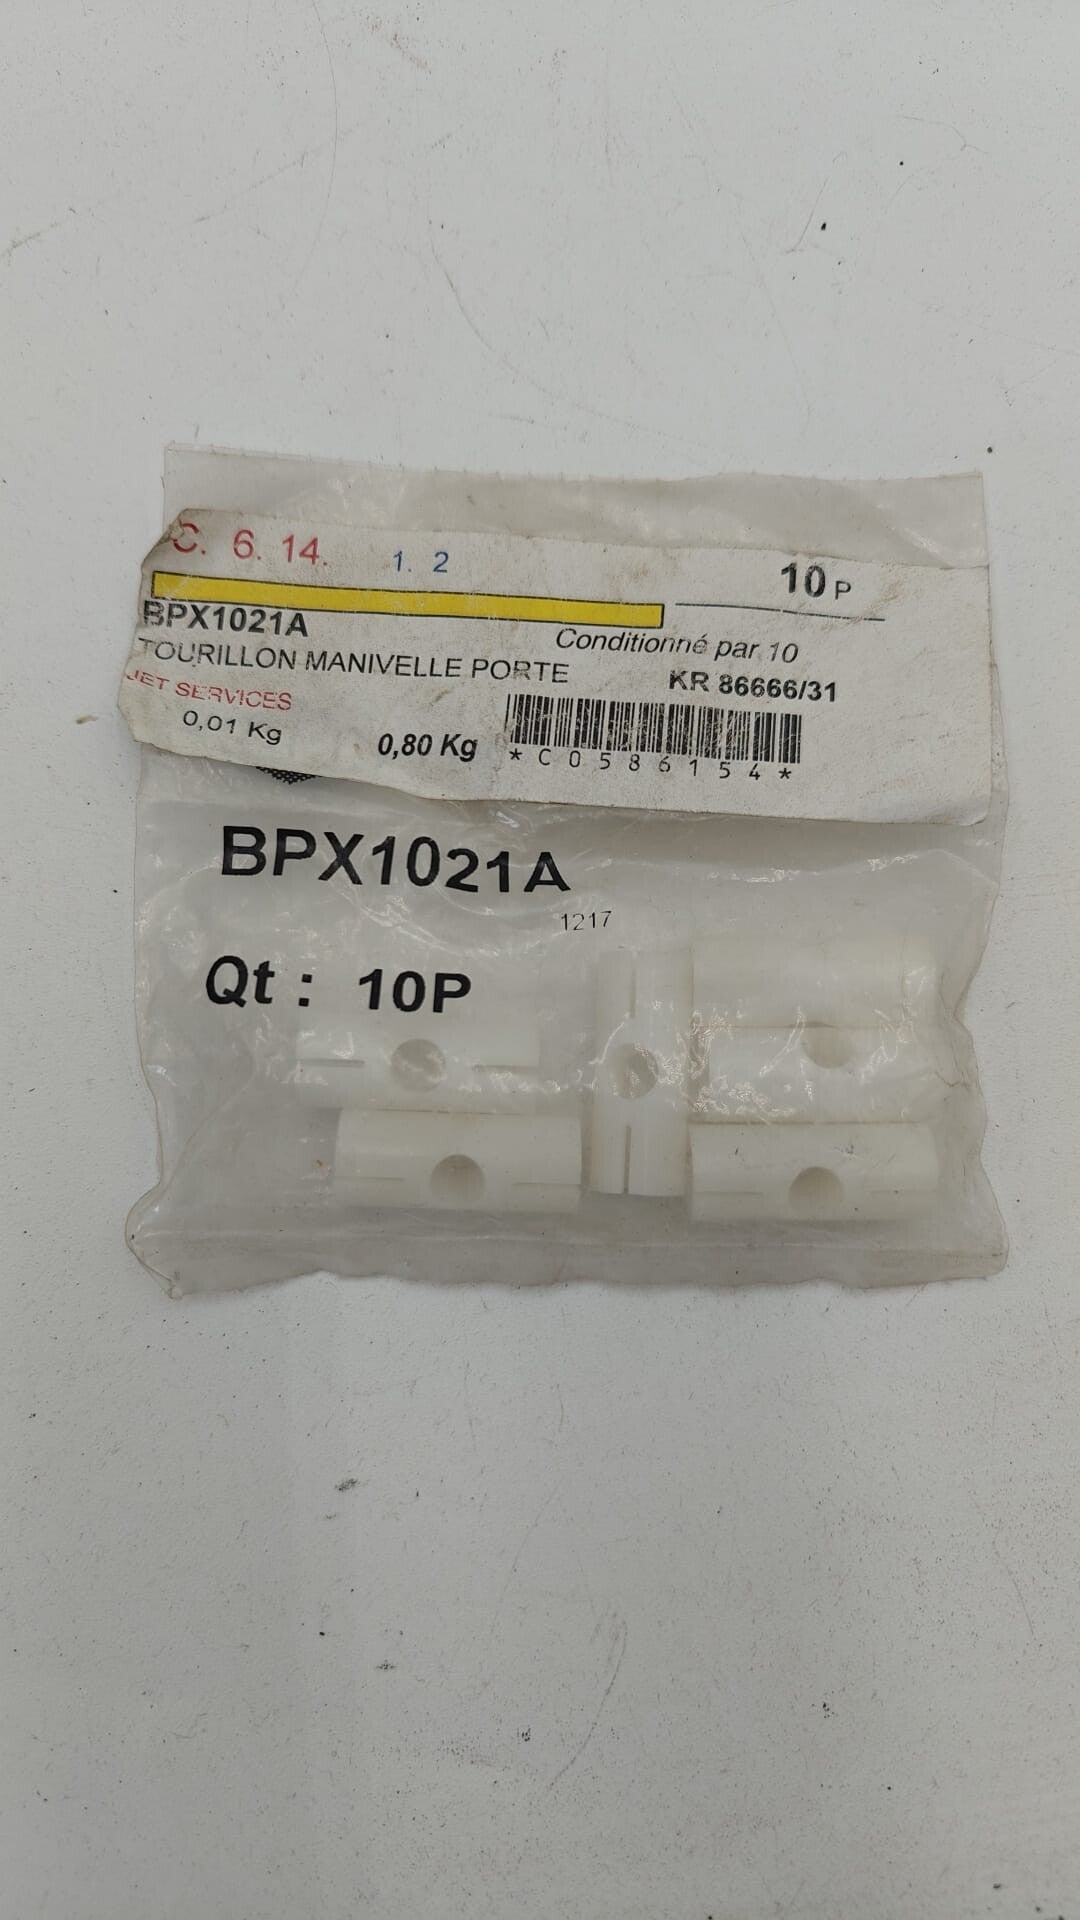 C. 6. 14. 1. 2
10 P
BPX1021A
Conditionné par 10
TOURILLON MANIVELLE PORTE
KR 86666/31
JET SERVICES
0,01 Kg
0,80 Kg
*C0586154*
BPX1021A
1217
Qt : 10P